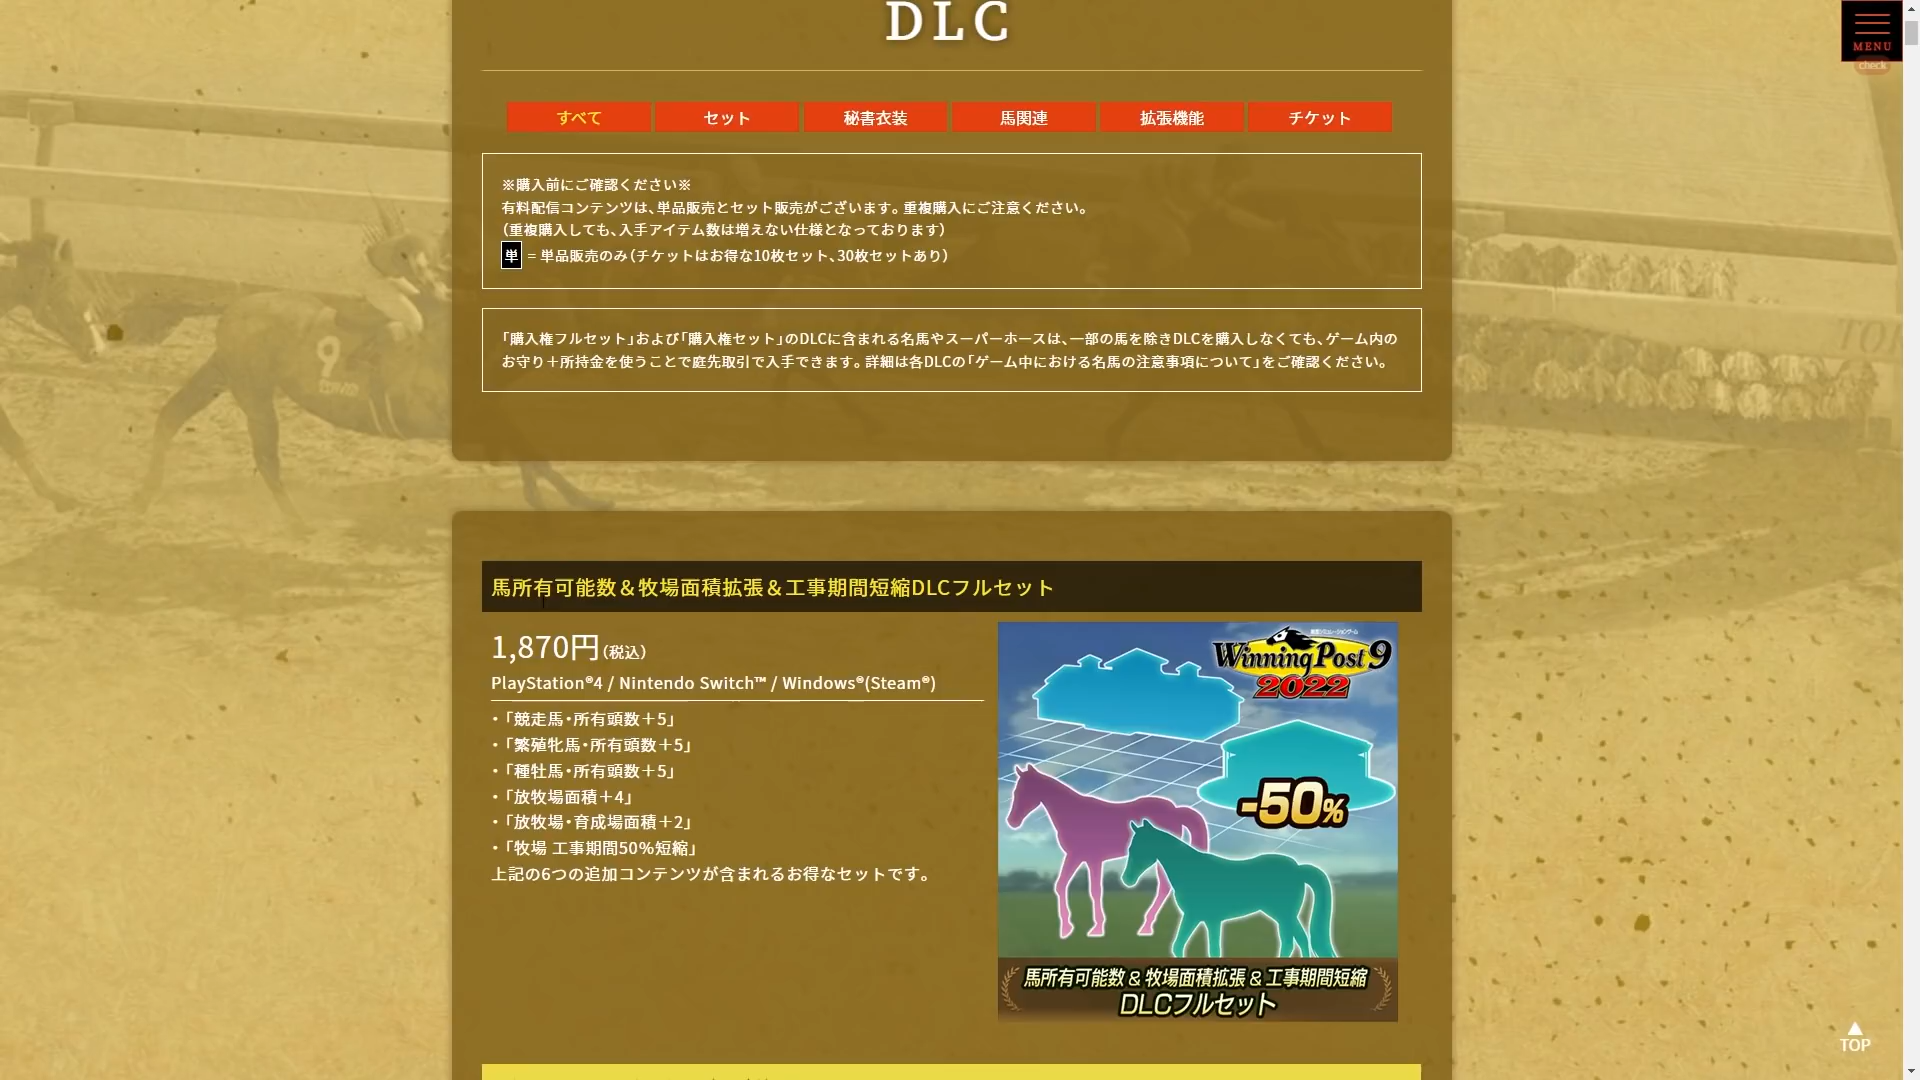 DLC
MENU
check
すべて
セット
秘書衣装
馬関連
拡張機能
チケット
※購入前にご確認ください※
有料配信コンテンツは、単品販売とセット販売がございます。重複購入にご注意ください。
（重複購入しても、入手アイテム数は増えない仕様となっております）
単 ＝単品販売のみ（チケットはお得な10枚セット、30枚セットあり）
「購入権フルセット」および「購入権セット」のDLCに含まれる名馬やスーパーホースは、一部の馬を除きDLCを購入しなくても、ゲーム内の
お守り＋所持金を使うことで庭先取引で入手できます。詳細は各DLCの「ゲーム中における名馬の注意事項について」をご確認ください。
9
馬所有可能数＆牧場面積拡張＆工事期間短縮DLCフルセット
1,870円（税込）
PlayStation®4 / Nintendo Switch™ / Windows®(Steam®)
・「競走馬・所有頭数＋5」
・「繁殖牝馬・所有頭数＋5」
・「種牡馬・所有頭数＋5」
・「放牧場面積＋4」
・「放牧場・育成場面積＋2」
・「牧場 工事期間50%短縮」
上記の6つの追加コンテンツが含まれるお得なセットです。
Winning Post 9
2022
-50%
馬所有可能数＆牧場面積拡張＆工事期間短縮
DLCフルセット
▲
TOP